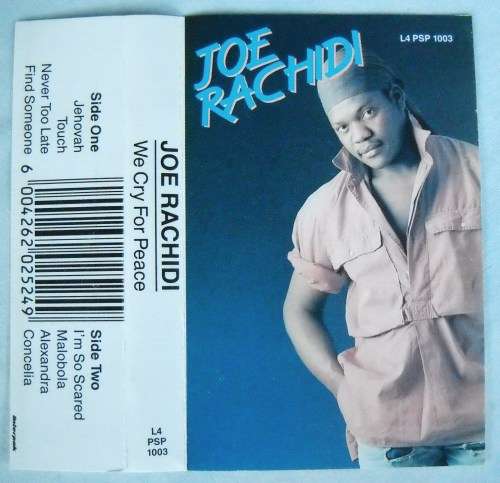 JOE
RACHIDI
L4 PSP 1003
Side One
Jehovah
Touch
Never Too Late
Find Someone
6 004262 025249
Side Two
I'm So Scared
Malobola
Alexandra
Concelia
JOE RACHIDI
We Cry For Peace
L4
PSP
1003